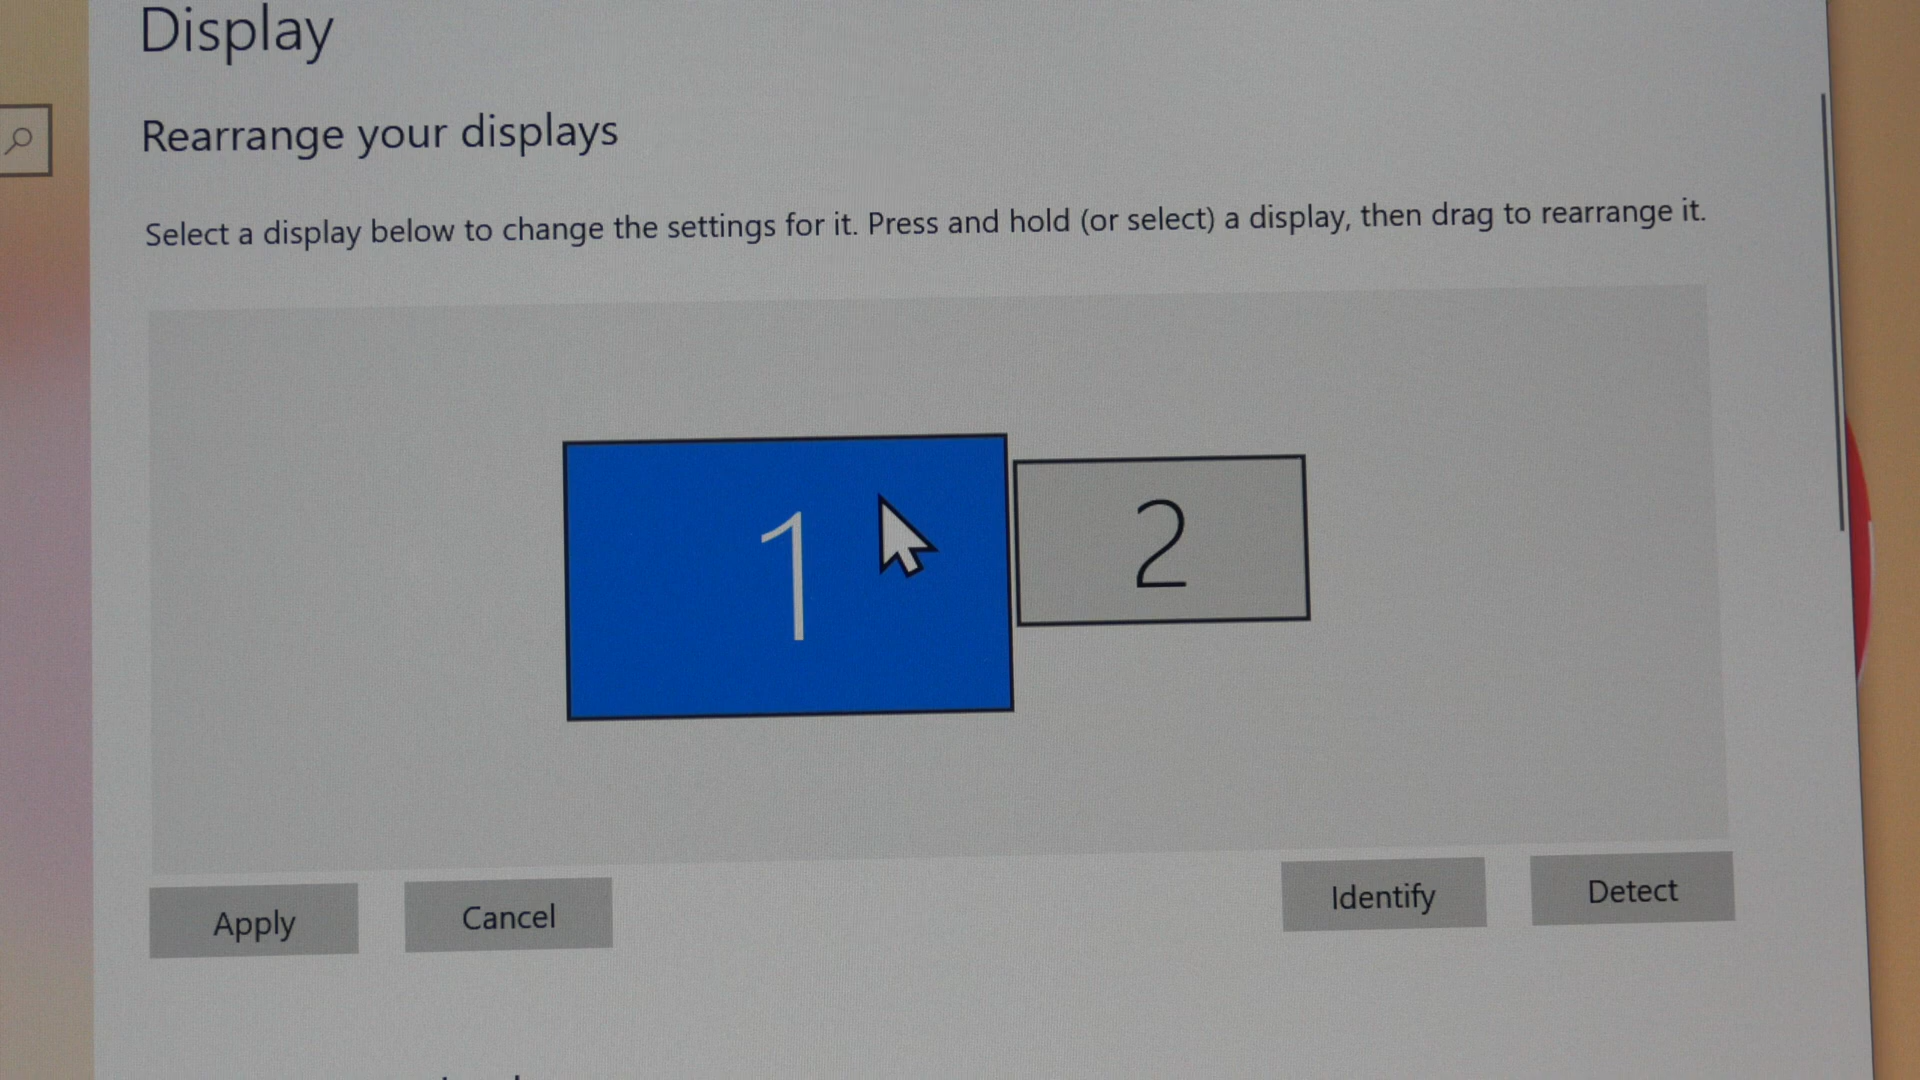 Display
Rearrange your displays
Select a display below to change the settings for it. Press and hold (or select) a display, then drag to rearrange it.
1
2
Apply
Cancel
Identify
Detect